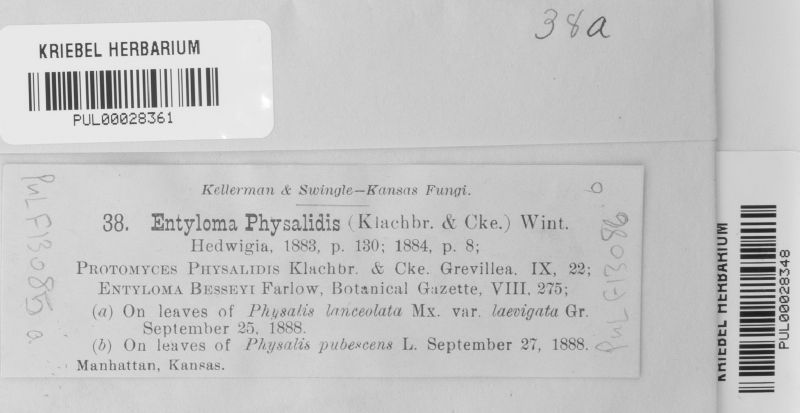 38a
KRIEBEL HERBARIUM
PUL00028361
Kellerman & Swingle—Kansas Fungi.
38. Entyloma Physalidis (Klachbr. & Cke.) Wint.
Hedwigia, 1883, p. 130; 1884, p. 8;
PROTOMYCES PHYSALIDIS Klachbr. & Cke. Grevillea. IX, 22;
ENTYLOMA BESSEYI Farlow, Botanical Gazette, VIII, 275;
(a) On leaves of Physalis lanceolata Mx. var. laevigata Gr.
September 25, 1888.
(b) On leaves of Physalis pubescens L. September 27, 1888.
Manhattan, Kansas.
PUL F13085 a
PUL F13086 b
KRIEBEL HERBARIUM
PUL00028348